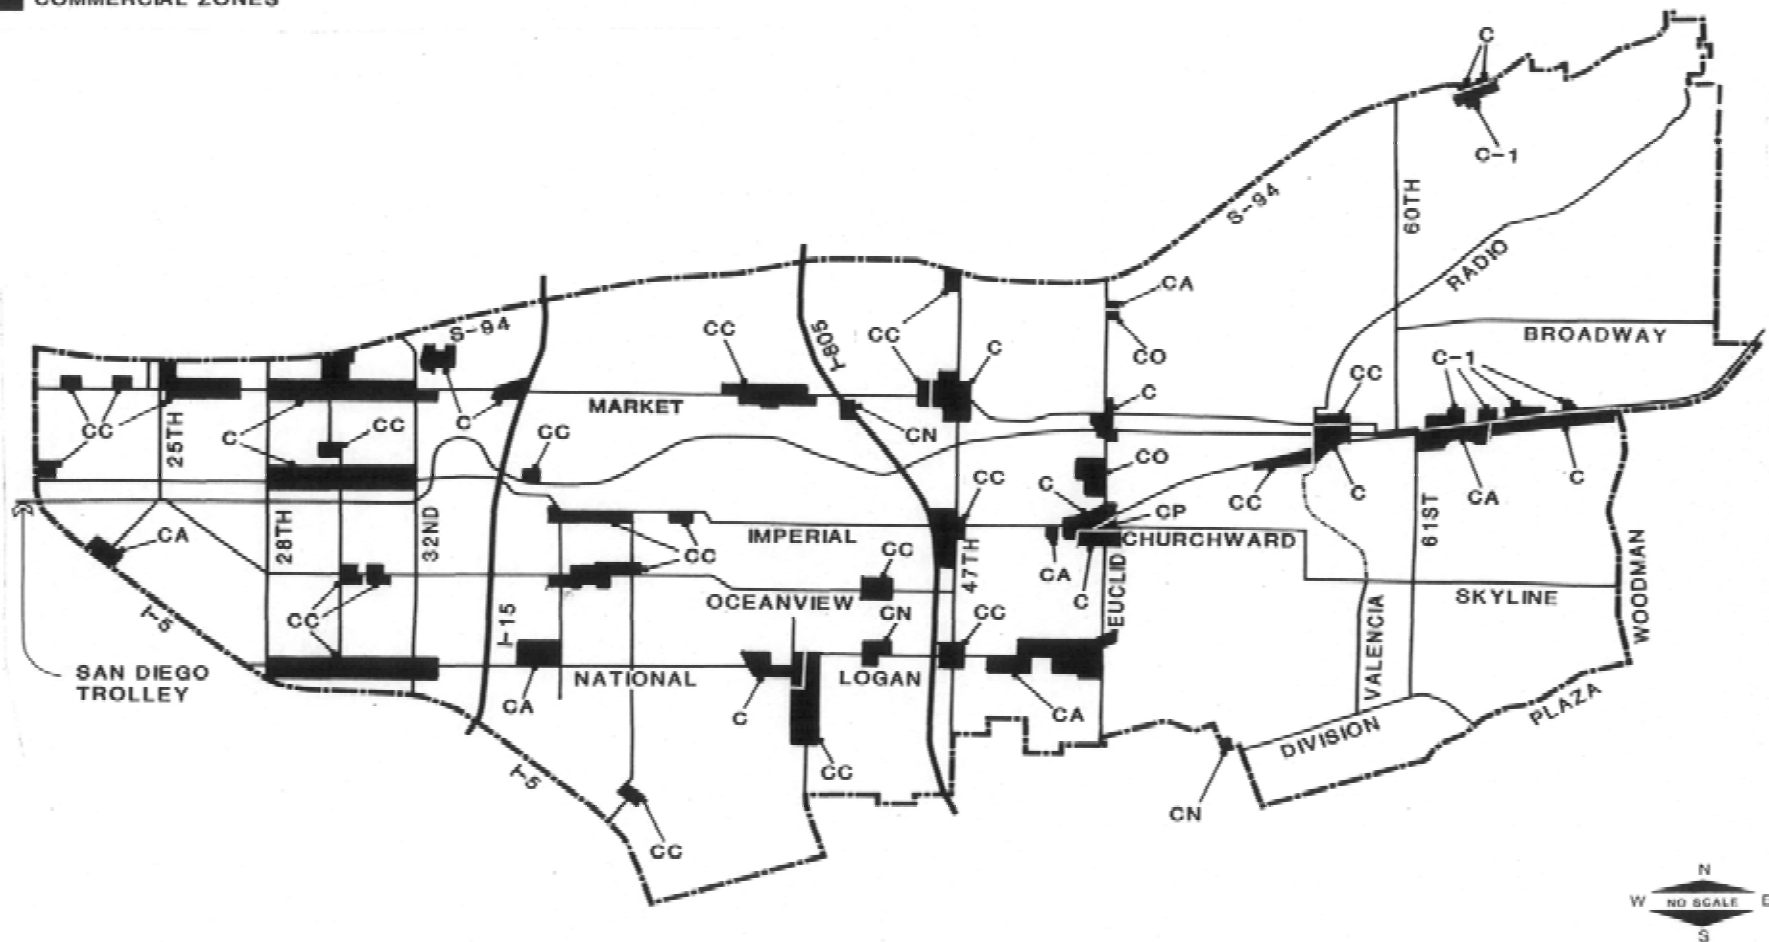 COMMERCIAL ZONES
C
C-1
S-94
60TH
RADIO
CA
CO
BROADWAY
S-94
CC
I-805
CC
C
C-1
CC
MARKET
C
CC
25TH
C
CC
C
CC
CN
CO
CC
C
CC
C
CA
C
CP
CA
28TH
32ND
IMPERIAL
CC
CC
47TH
CHURCHWARD
CA
C
EUCLID
61ST
WOODMAN
SKYLINE
OCEANVIEW
CN
CC
CC
I-15
I-5
VALENCIA
SAN DIEGO
TROLLEY
NATIONAL
LOGAN
CA
C
CA
PLAZA
DIVISION
CC
I-5
CN
CC
N
W NO SCALE E
S